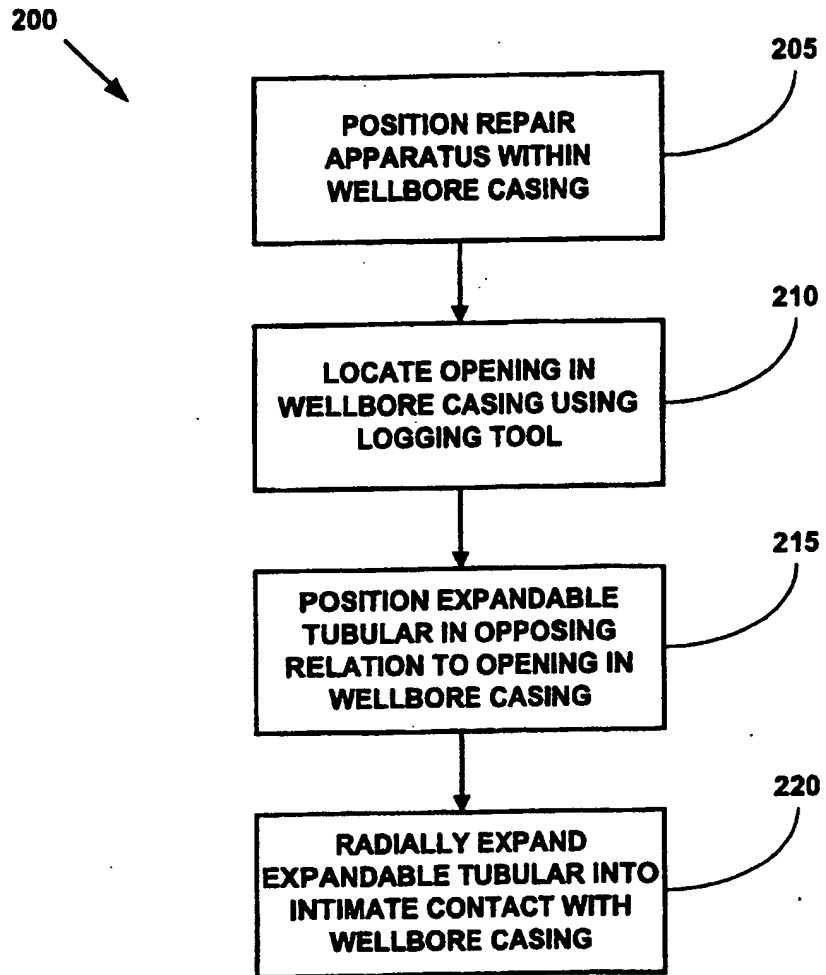 200
205
POSITION REPAIR
APPARATUS WITHIN
WELLBORE CASING
210
LOCATE OPENING IN
WELLBORE CASING USING
LOGGING TOOL
215
POSITION EXPANDABLE
TUBULAR IN OPPOSING
RELATION TO OPENING IN
WELLBORE CASING
220
RADIALLY EXPAND
EXPANDABLE TUBULAR INTO
INTIMATE CONTACT WITH
WELLBORE CASING